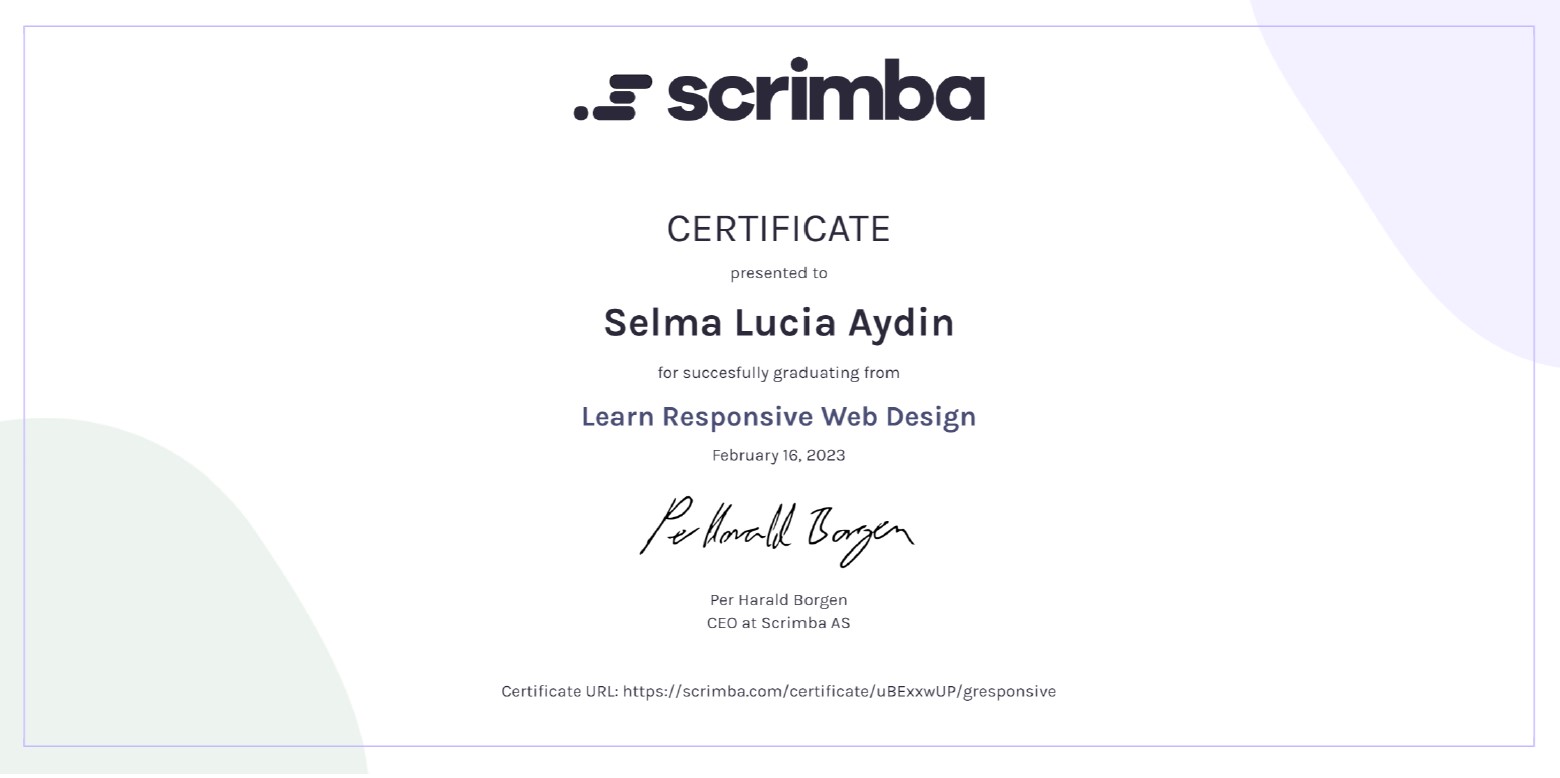 scrimba
CERTIFICATE
presented to
Selma Lucia Aydin
for succesfully graduating from
Learn Responsive Web Design
February 16, 2023
Per Harald Borgen
Per Harald Borgen
CEO at Scrimba AS
Certificate URL: https://scrimba.com/certificate/uBExxwUP/gresponsive